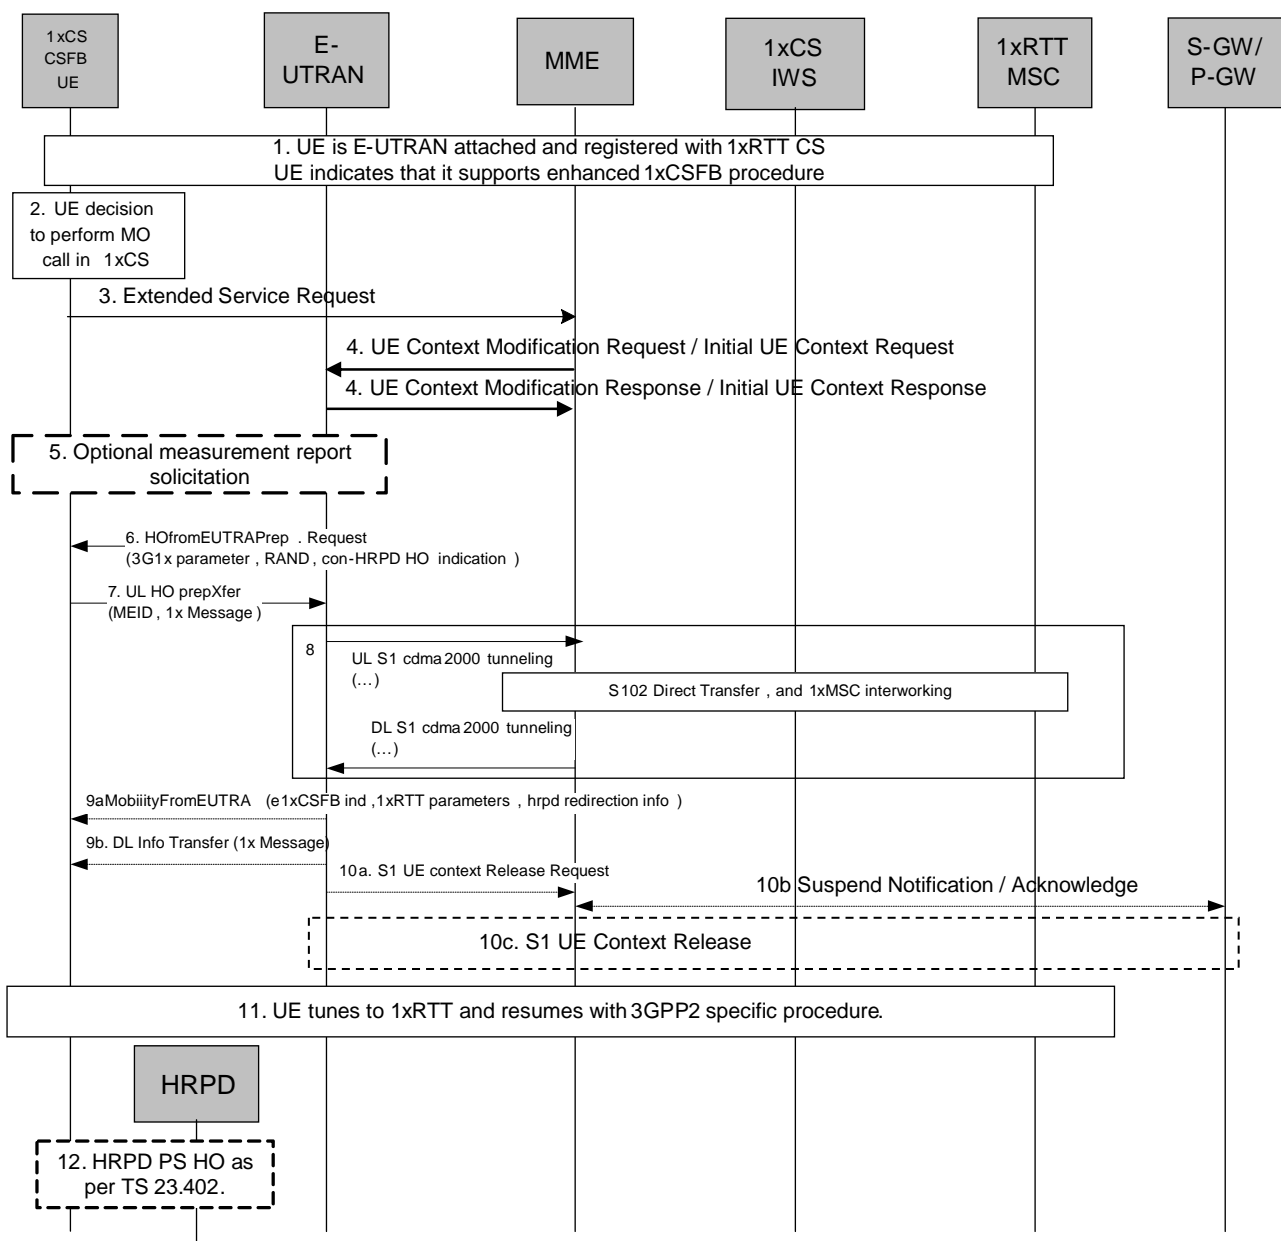 1xCS
CSFB
UE
E-
UTRAN
MME
1xCS
IWS
1xRTT
MSC
S-GW/
P-GW
1. UE is E-UTRAN attached and registered with 1xRTT CS
UE indicates that it supports enhanced 1xCSFB procedure
2. UE decision
to perform MO
call in 1xCS
3. Extended Service Request
4. UE Context Modification Request / Initial UE Context Request
4. UE Context Modification Response / Initial UE Context Response
5. Optional measurement report
solicitation
6. HOfromEUTRAPrep . Request
(3G1x parameter , RAND , con-HRPD HO indication )
7. UL HO prepXfer
(MEID , 1x Message )
8
UL S1 cdma2000 tunneling
(...)
S102 Direct Transfer , and 1xMSC interworking
DL S1 cdma2000 tunneling
(...)
9aMobiiityFromEUTRA (e1xCSFB ind ,1xRTT parameters , hrpd redirection info )
9b. DL Info Transfer (1x Message)
10a. S1 UE context Release Request
10b Suspend Notification / Acknowledge
10c. S1 UE Context Release
11. UE tunes to 1xRTT and resumes with 3GPP2 specific procedure.
HRPD
12. HRPD PS HO as
per TS 23.402.